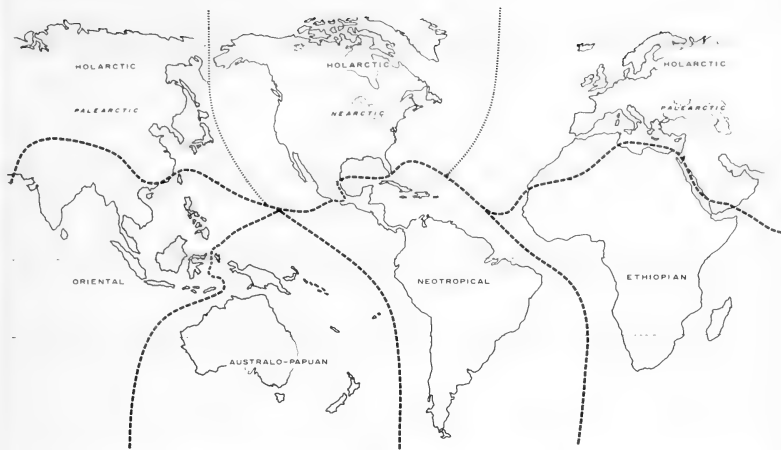 HOLARCTIC
HOLARCTIC
HOLARCTIC
PALEARCTIC
NEARCTIC
PALEARCTIC
ORIENTAL
NEOTROPICAL
ETHIOPIAN
AUSTRALO-PAPUAN